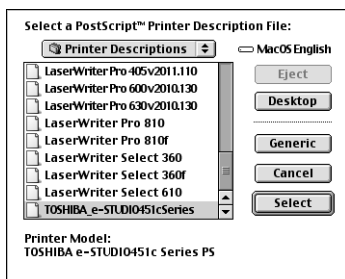 Select a PostScript™ Printer Description File:
Printer Descriptions
MacOS English
LaserWriter Pro 405v2011.110
LaserWriter Pro 600v2010.130
LaserWriter Pro 630v2010.130
LaserWriter Pro 810
LaserWriter Pro 810f
LaserWriter Select 360
LaserWriter Select 360f
LaserWriter Select 610
TOSHIBA_e-STUDIO451cSeries
Eject
Desktop
Generic
Cancel
Select
Printer Model:
TOSHIBA e-STUDIO451c Series PS